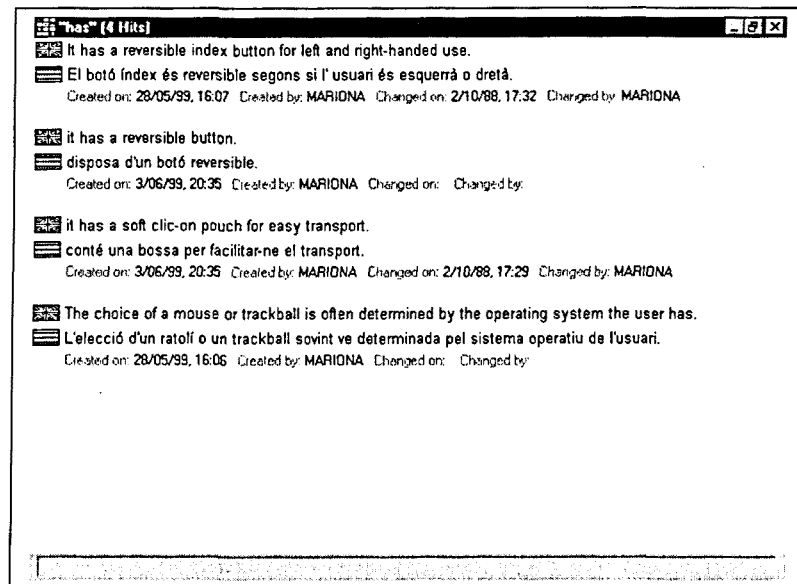 "has" (4 Hits)
It has a reversible index button for left and right-handed use.
El botó índex és reversible segons si l' usuari és esquerrà o dretà.
Created on: 28/05/99, 16:07 Created by: MARIONA Changed on: 2/10/88, 17:32 Changed by: MARIONA
it has a reversible button.
disposa d'un botó reversible.
Created on: 3/06/99, 20:35 Created by: MARIONA Changed on: Changed by:
it has a soft clic-on pouch for easy transport.
conté una bossa per facilitar-ne el transport.
Created on: 3/06/99, 20:35 Created by: MARIONA Changed on: 2/10/88, 17:29 Changed by: MARIONA
The choice of a mouse or trackball is often determined by the operating system the user has.
L'elecció d'un ratolí o un trackball sovint ve determinada pel sistema operatiu de l'usuari.
Created on: 28/05/99, 16:06 Created by: MARIONA Changed on: Changed by: